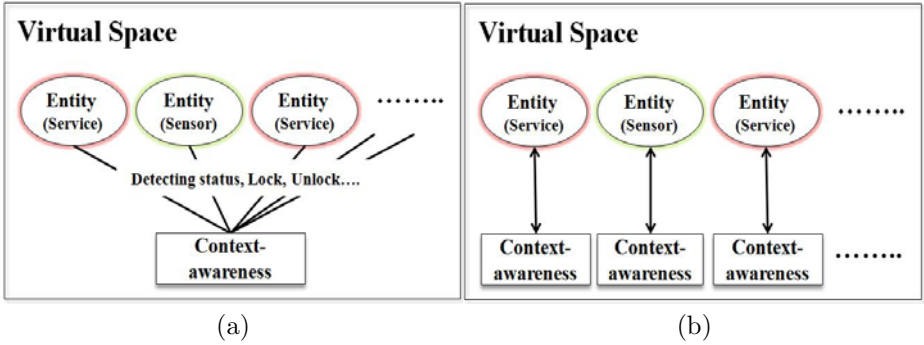 Virtual Space
Entity Entity Entity ........
(Service) (Sensor) (Service)
Detecting status, Lock, Unlock....
Context-
awareness
(a)
Virtual Space
Entity Entity Entity
(Service) (Sensor) (Service) ........
Context- Context- Context-
awareness awareness awareness ........
(b)